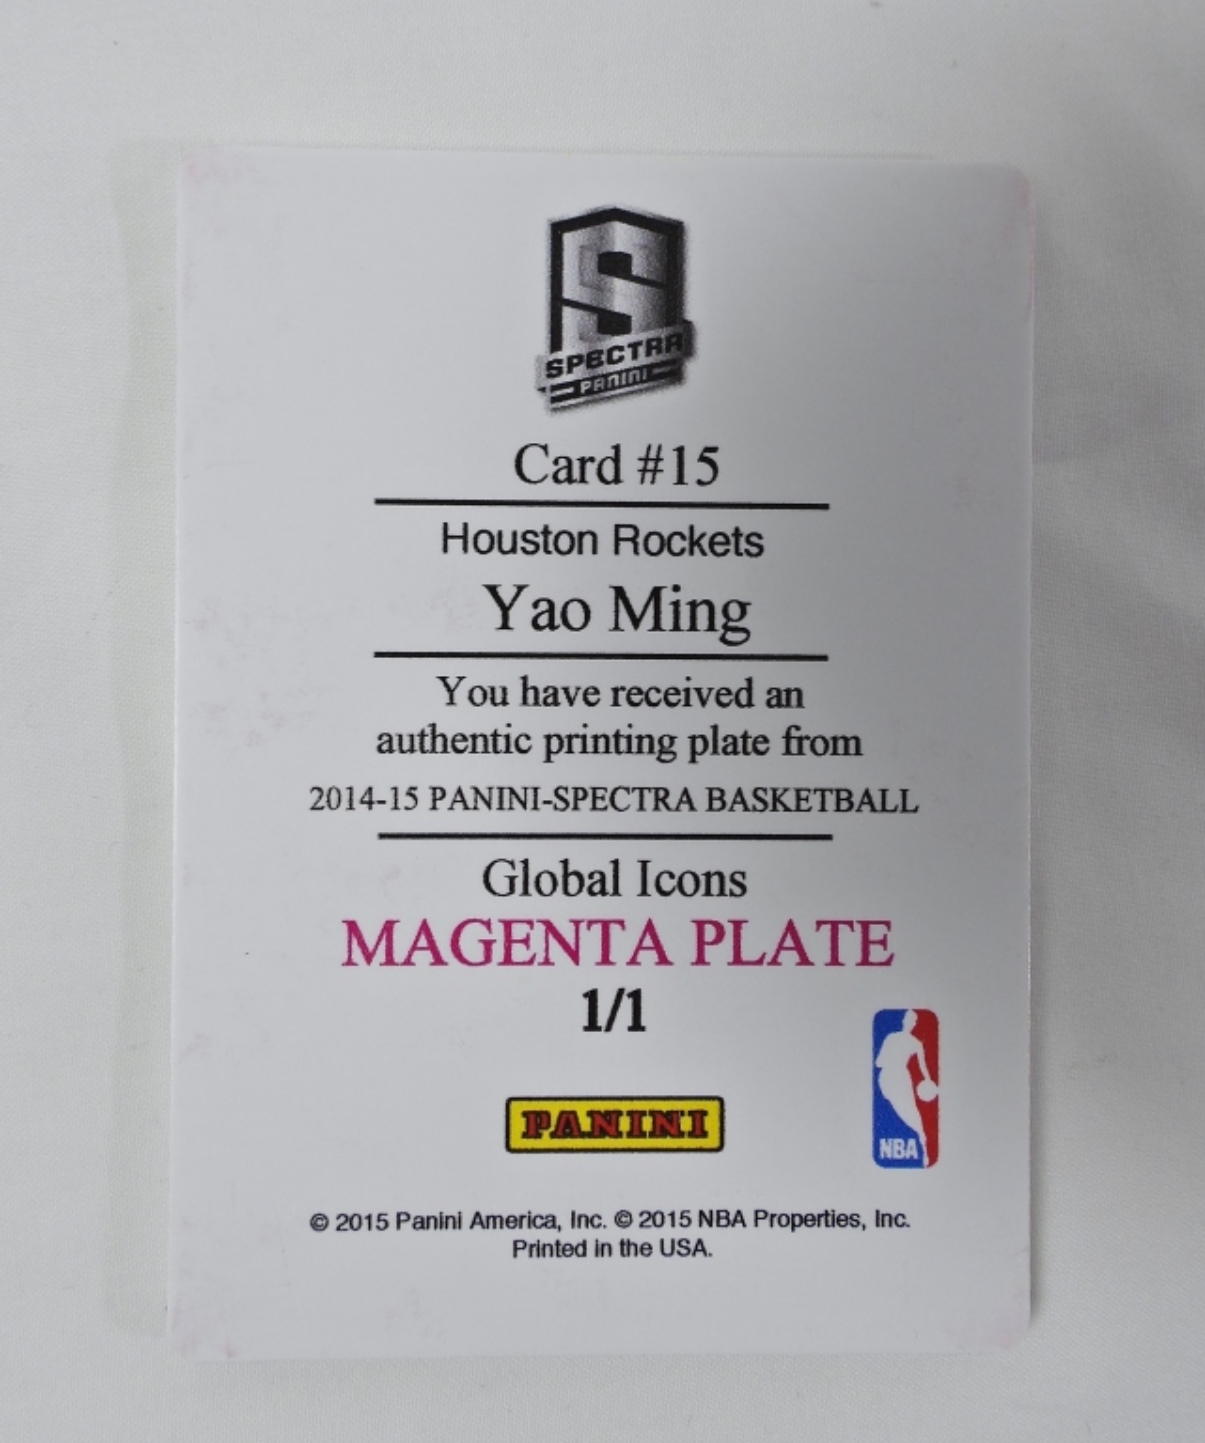 SPECTRA
PANINI
Card #15
Houston Rockets
Yao Ming
You have received an
authentic printing plate from
2014-15 PANINI-SPECTRA BASKETBALL
Global Icons
MAGENTA PLATE
1/1
NBA
PANINI
© 2015 Panini America, Inc. © 2015 NBA Properties, Inc.
Printed in the USA.